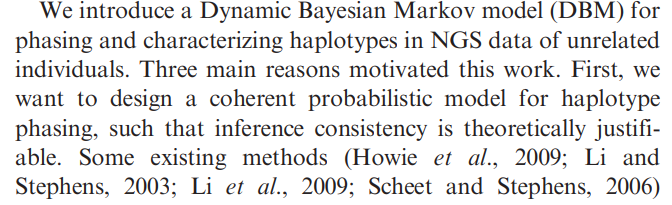 We introduce a Dynamic Bayesian Markov model (DBM) for
phasing and characterizing haplotypes in NGS data of unrelated
individuals. Three main reasons motivated this work. First, we
want to design a coherent probabilistic model for haplotype
phasing, such that inference consistency is theoretically justifi-
able. Some existing methods (Howie et al., 2009; Li and
Stephens, 2003; Li et al., 2009; Scheet and Stephens, 2006)